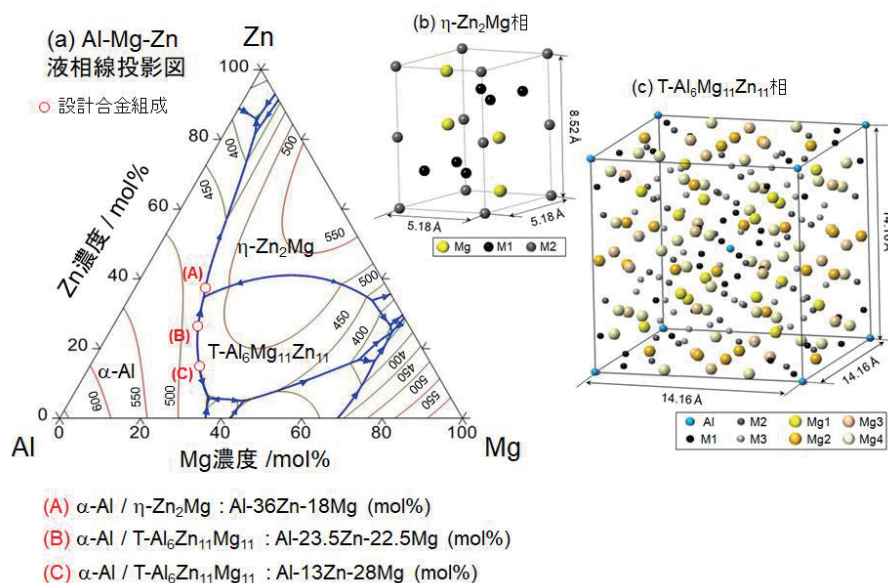 (a) Al-Mg-Zn
液相線投影図
設計合金組成
Zn
100
80
60
40
20
0
Zn濃度 / mol%
400
450
500
550
500
450
400
400
450
500
550
600
550
500
η-Zn₂Mg
T-Al₆Mg₁₁Zn₁₁
α-Al
(A)
(B)
(C)
0
20
40
60
80
100
Al
Mg濃度 /mol%
Mg
(b) η-Zn₂Mg相
8.52Å
5.18 Å
5.18 Å
Mg
M1
M2
(c) T-Al₆Mg₁₁Zn₁₁相
14.16Å
14.16Å
Al
M2
Mg1
Mg3
M1
M3
Mg2
Mg4
(A) α-Al / η-Zn₂Mg : Al-36Zn-18Mg (mol%)
(B) α-Al / T-Al₆Zn₁₁Mg₁₁ : Al-23.5Zn-22.5Mg (mol%)
(C) α-Al / T-Al₆Zn₁₁Mg₁₁ : Al-13Zn-28Mg (mol%)